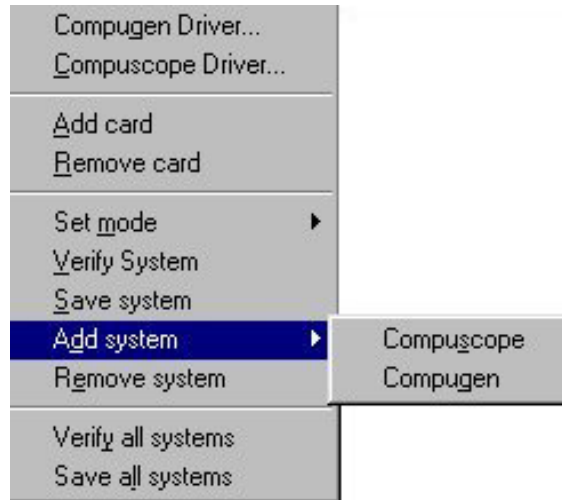 Compugen Driver...
Compuscope Driver...
Add card
Remove card
Set mode
Verify System
Save system
Add system
Compuscope
Remove system
Compugen
Verify all systems
Save all systems